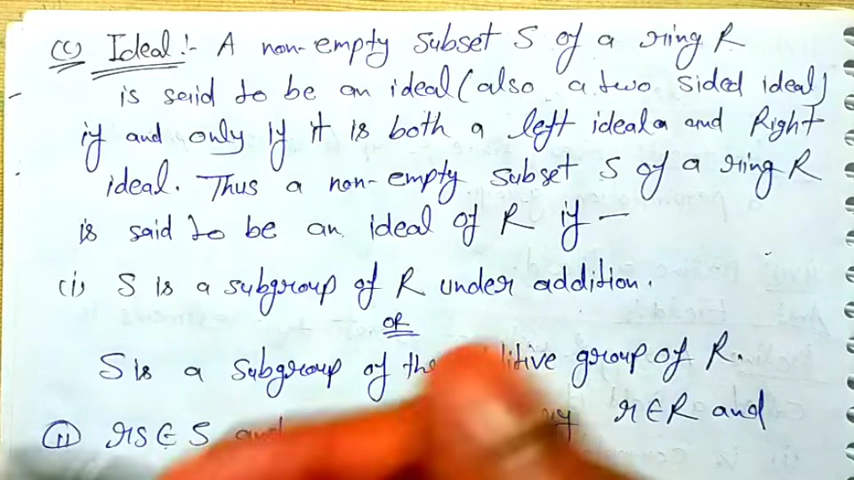 (c) Ideal :- A non-empty subset S of a ring R
is said to be an ideal (also a two sided ideal)
if and only if it is both a left ideal and Right
ideal. Thus a non-empty subset S of a ring R
is said to be an ideal of R if —
(i) S is a subgroup of R under addition.
OR
S is a subgroup of the group of R.
(ii) rs ∈ S and r ∈ R and